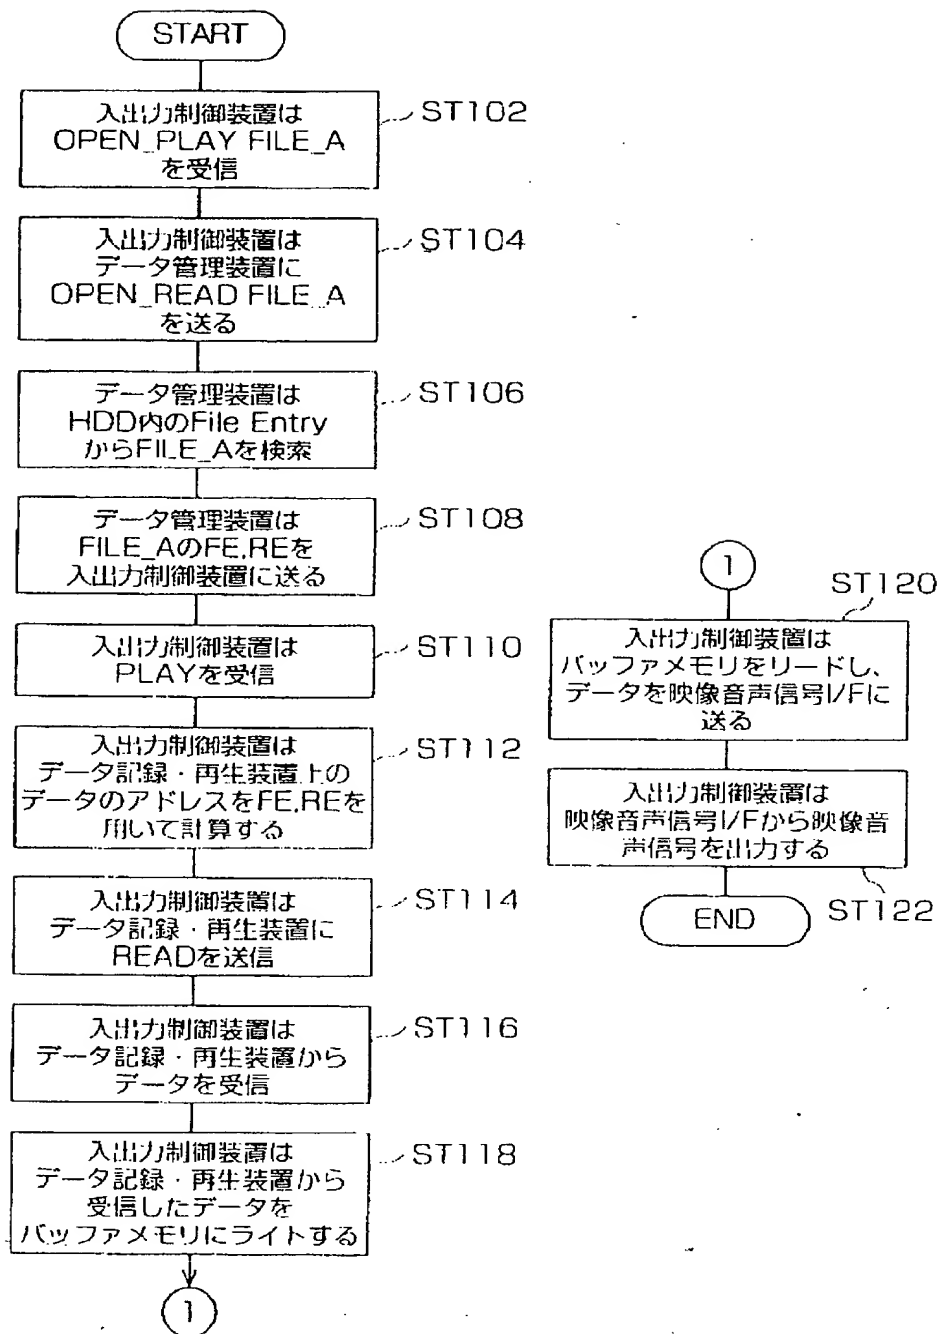 START
入出力制御装置は
OPEN_PLAY FILE_A
を受信
ST102
入出力制御装置は
データ管理装置に
OPEN_READ FILE_A
を送る
ST104
データ管理装置は
HDD内のFile Entry
からFILE_Aを検索
ST106
データ管理装置は
FILE_AのFE,REを
入出力制御装置に送る
ST108
入出力制御装置は
PLAYを受信
ST110
入出力制御装置は
データ記録・再生装置上の
データのアドレスをFE,REを
用いて計算する
ST112
入出力制御装置は
データ記録・再生装置に
READを送信
ST114
入出力制御装置は
データ記録・再生装置から
データを受信
ST116
入出力制御装置は
データ記録・再生装置から
受信したデータを
バッファメモリにライトする
ST118
1
1
入出力制御装置は
バッファメモリをリードし、
データを映像音声信号I/Fに
送る
ST120
入出力制御装置は
映像音声信号I/Fから映像音
声信号を出力する
ST122
END